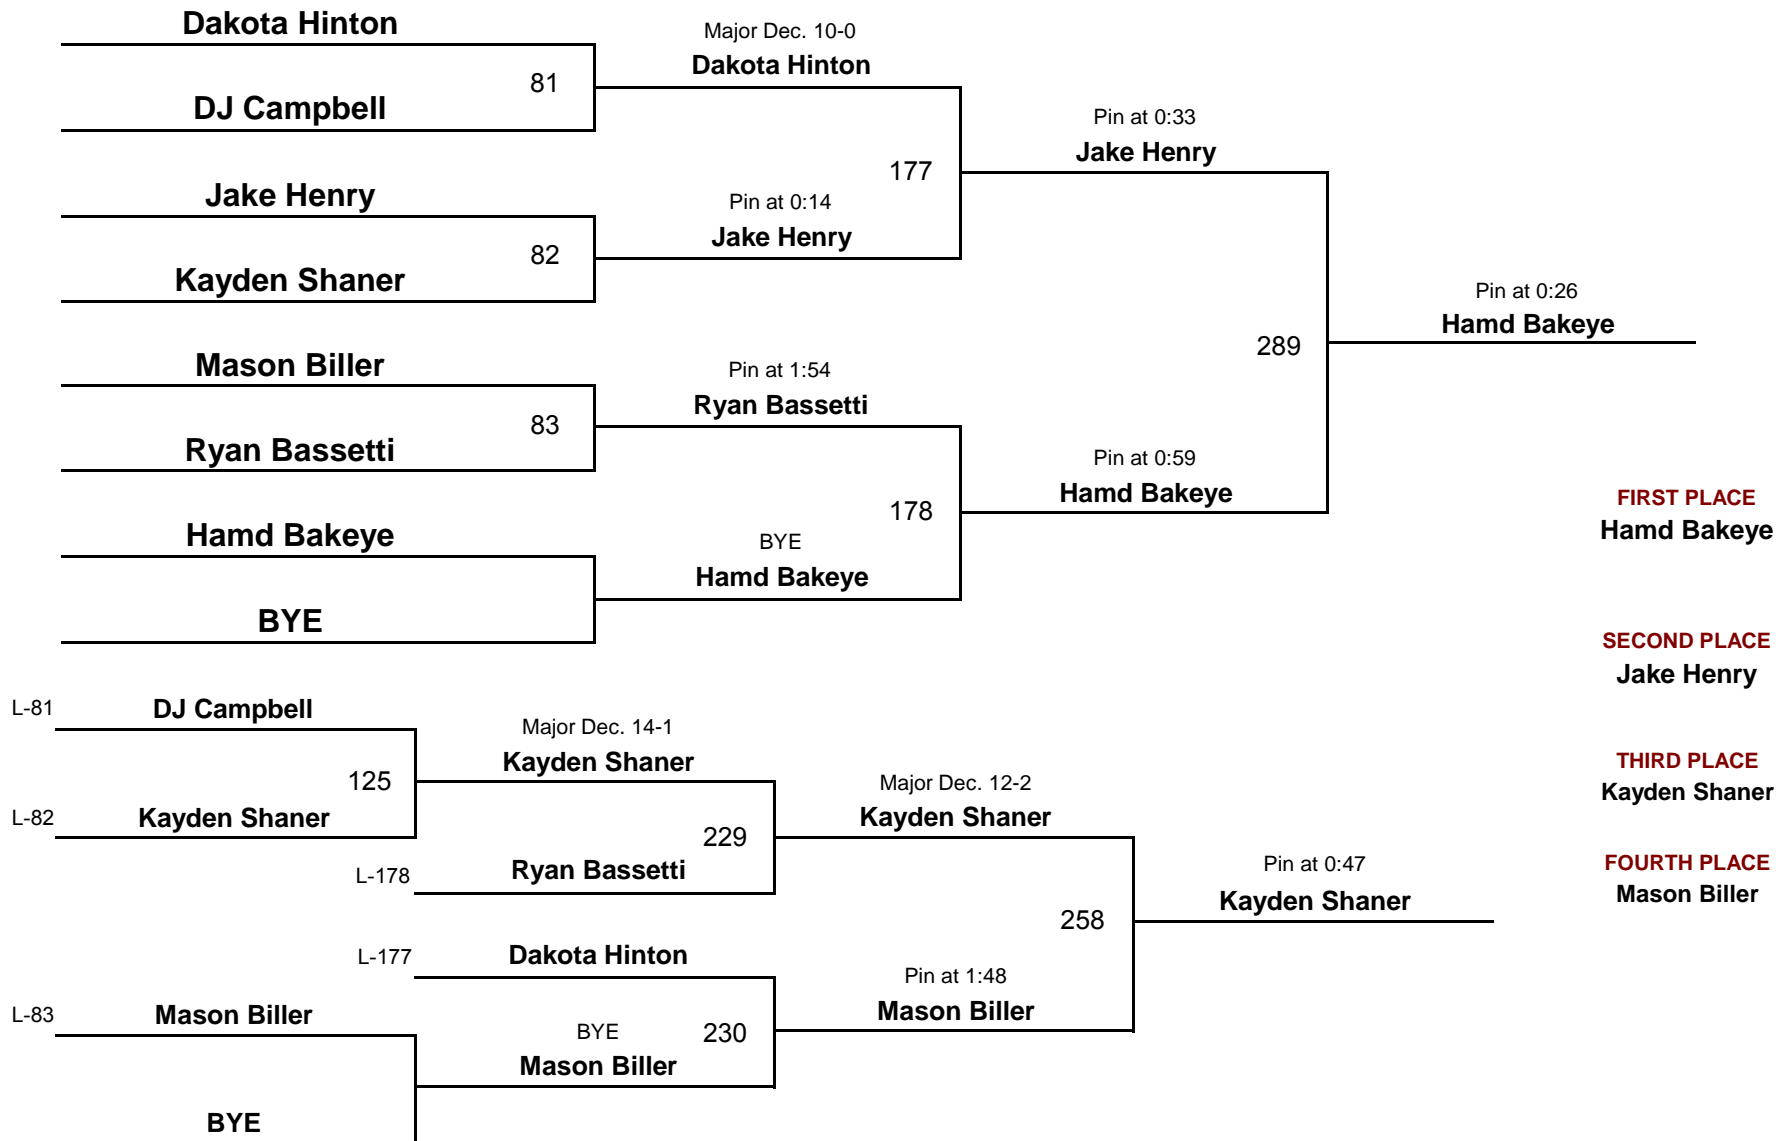 Dakota Hinton
Major Dec. 10-0
Dakota Hinton
81
DJ Campbell
Pin at 0:33
Jake Henry
177
Jake Henry
Pin at 0:14
Jake Henry
82
Kayden Shaner
Pin at 0:26
Hamd Bakeye
289
Mason Biller
Pin at 1:54
Ryan Bassetti
83
Ryan Bassetti
Pin at 0:59
Hamd Bakeye
178
Hamd Bakeye
BYE
Hamd Bakeye
BYE
FIRST PLACE
Hamd Bakeye
SECOND PLACE
Jake Henry
THIRD PLACE
Kayden Shaner
FOURTH PLACE
Mason Biller
L-81
DJ Campbell
Major Dec. 14-1
Kayden Shaner
125
L-82
Kayden Shaner
Major Dec. 12-2
Kayden Shaner
229
L-178
Ryan Bassetti
Pin at 0:47
Kayden Shaner
258
L-177
Dakota Hinton
Pin at 1:48
Mason Biller
L-83
Mason Biller
BYE
230
Mason Biller
BYE